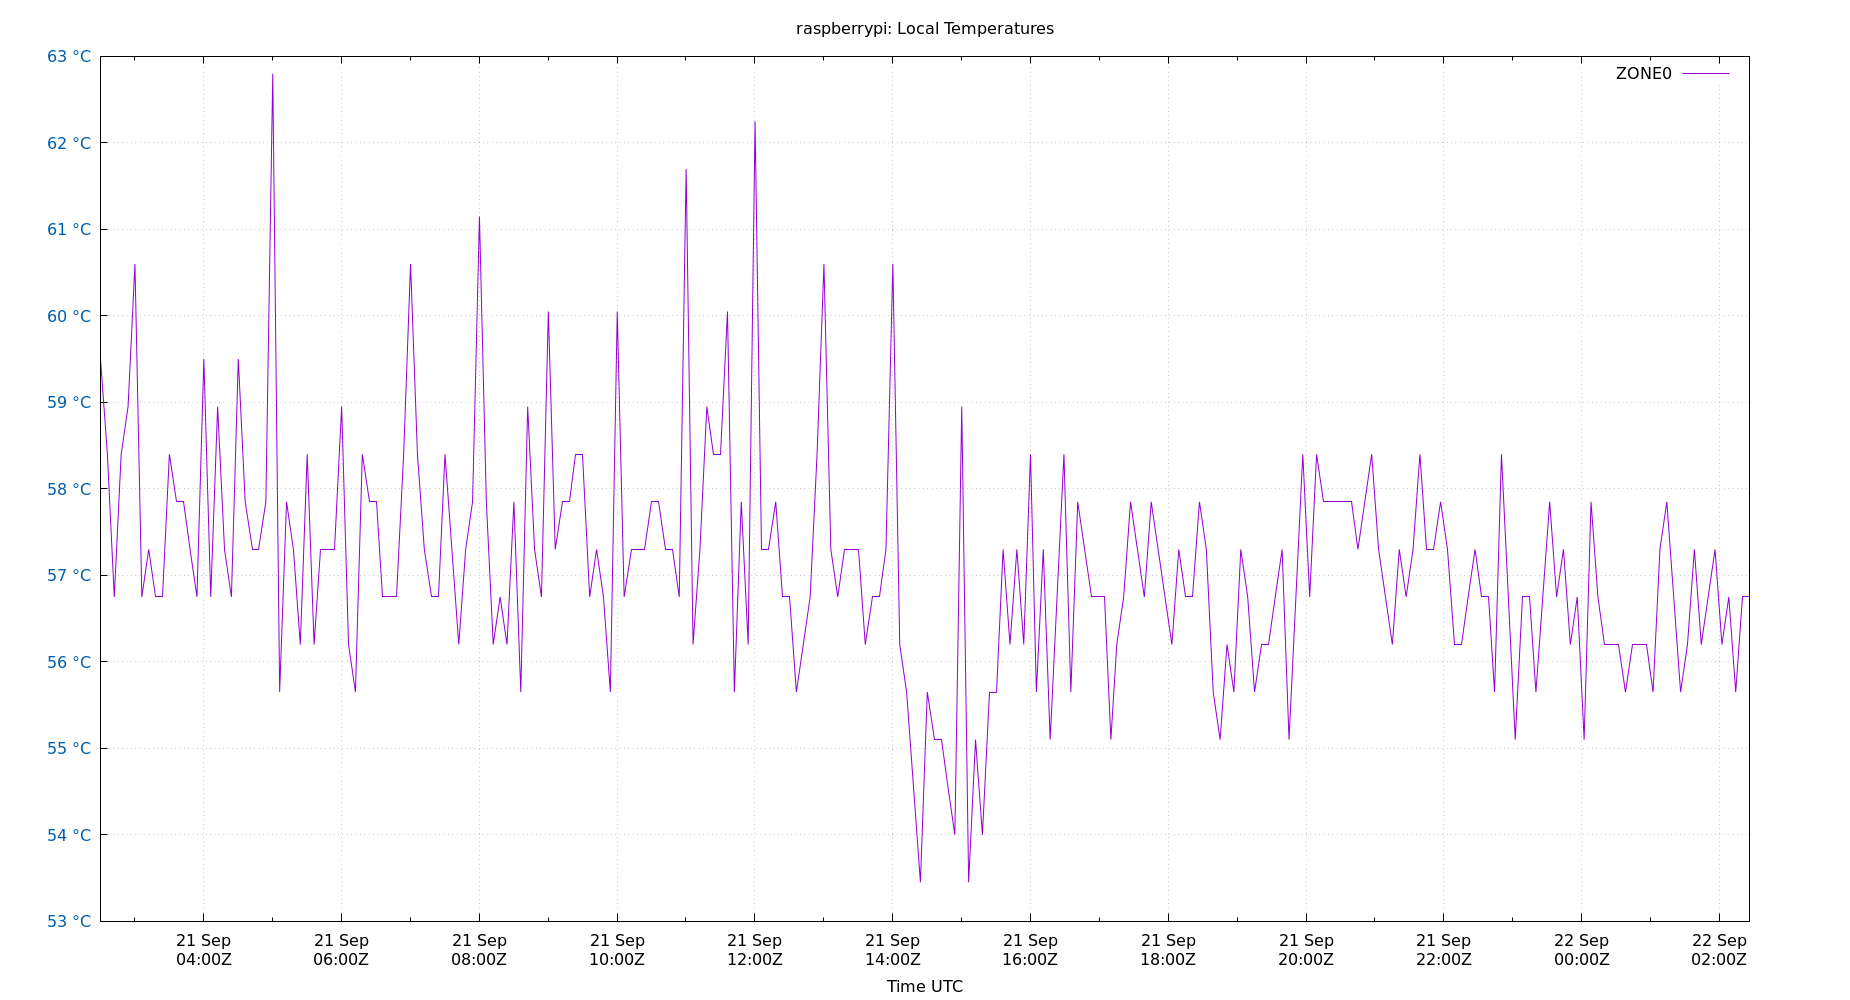 raspberrypi: Local Temperatures
63 °C
ZONE0
62 °C
61 °C
60 °C
59 °C
58 °C
57 °C
56 °C
55 °C
54 °C
53 °C
21 Sep 21 Sep 21 Sep 21 Sep 21 Sep 21 Sep 21 Sep 21 Sep 21 Sep 21 Sep 22 Sep 22 Sep
04:00Z 06:00Z 08:00Z 10:00Z 12:00Z 14:00Z 16:00Z 18:00Z 20:00Z 22:00Z 00:00Z 02:00Z
Time UTC